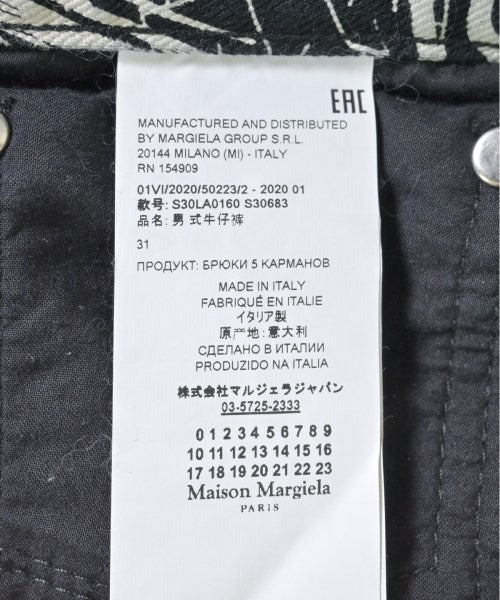 EAC
MANUFACTURED AND DISTRIBUTED
BY MARGIELA GROUP S.R.L.
20144 MILANO (MI) - ITALY
RN 154909
01VI/2020/50223/2 - 2020 01
款号: S30LA0160 S30683
品名: 男 式牛仔裤
31
ПРОДУКТ: БРЮКИ 5 КАРМАНОВ
MADE IN ITALY
FABRIQUÉ EN ITALIE
イタリア製
原产地: 意大利
СДЕЛАНО В ИТАЛИИ
PRODUZIDO NA ITALIA
株式会社マルジェラジャパン
03-5725-2333
0 1 2 3 4 5 6 7 8 9
10 11 12 13 14 15 16
17 18 19 20 21 22 23
Maison Margiela
PARIS